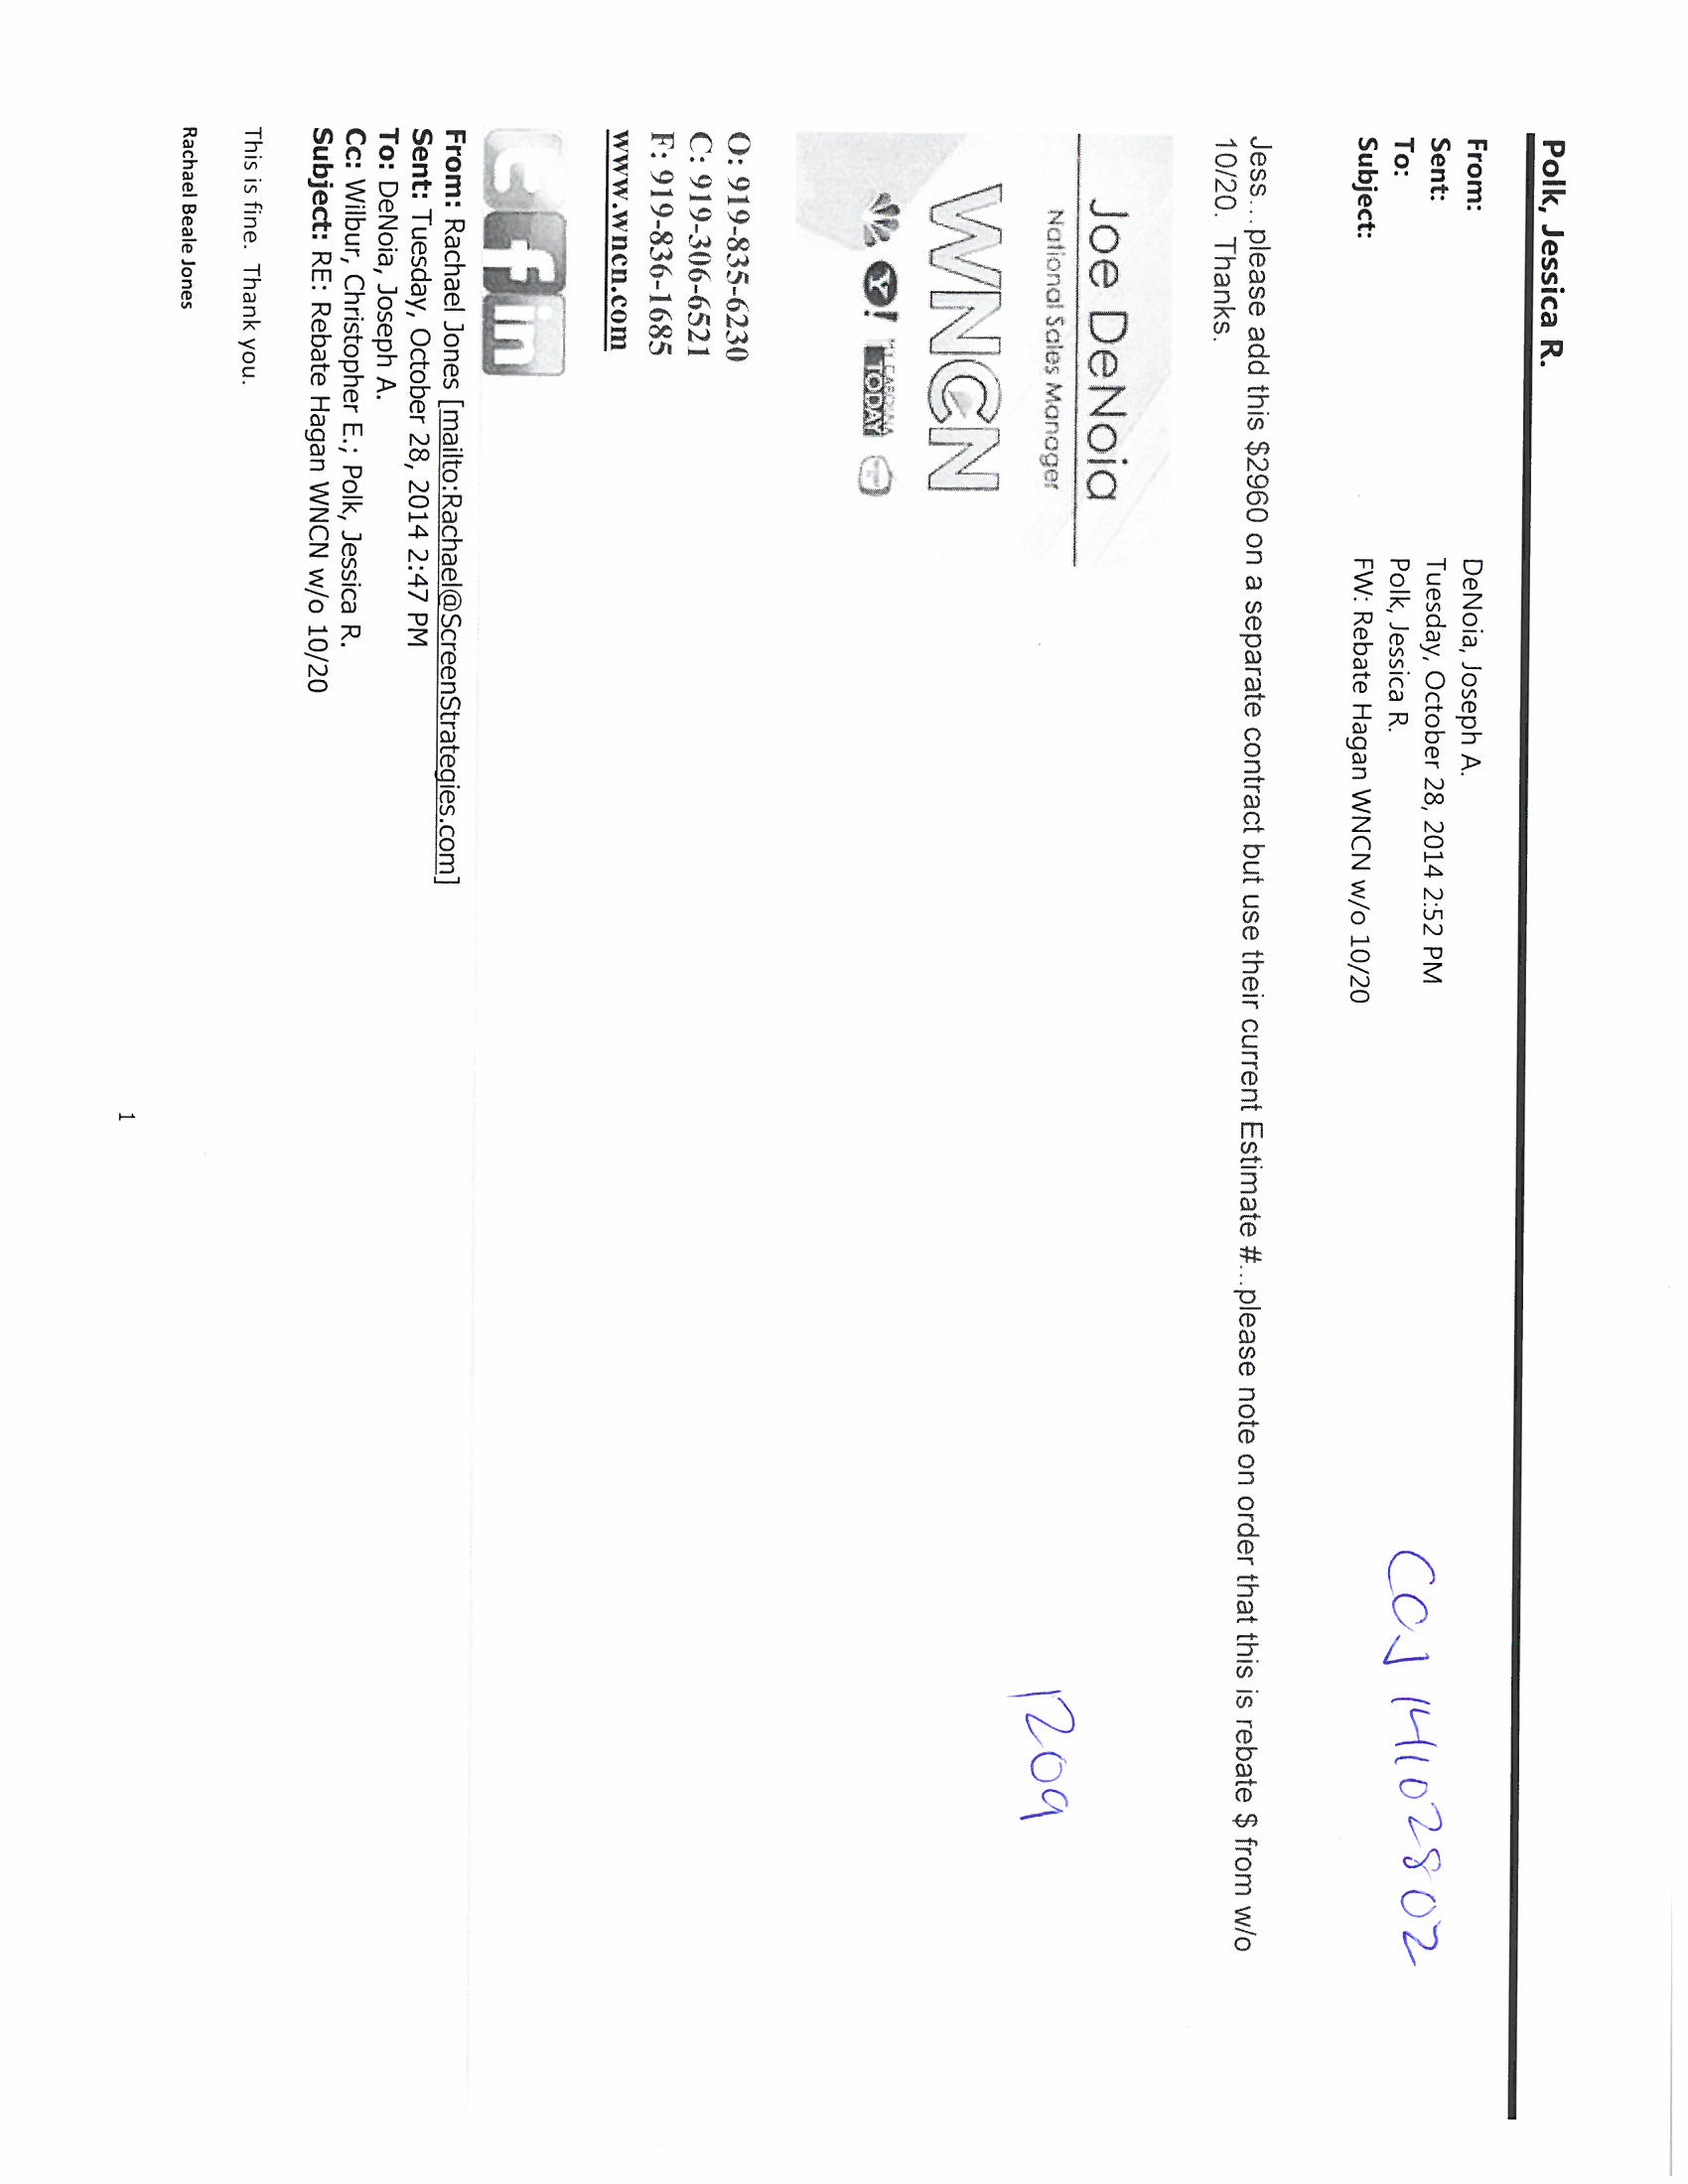 Polk, Jessica R.
From: DeNoia, Joseph A.
Sent: Tuesday, October 28, 2014 2:52 PM
To: Polk, Jessica R.
Subject: FW: Rebate Hagan WNCN w/o 10/20
COJ 14102802
Jess...please add this $2960 on a separate contract but use their current Estimate #...please note on order that this is rebate $ from w/o
10/20. Thanks.
1209
Joe DeNoia
National Sales Manager
WNCN
Y! MY CAROLINA
TODAY
O: 919-835-6230
C: 919-306-6521
F: 919-836-1685
www.wncn.com
t f in
From: Rachael Jones [mailto:Rachael@ScreenStrategies.com]
Sent: Tuesday, October 28, 2014 2:47 PM
To: DeNoia, Joseph A.
Cc: Wilbur, Christopher E.; Polk, Jessica R.
Subject: RE: Rebate Hagan WNCN w/o 10/20
This is fine. Thank you.
Rachael Beale Jones
1